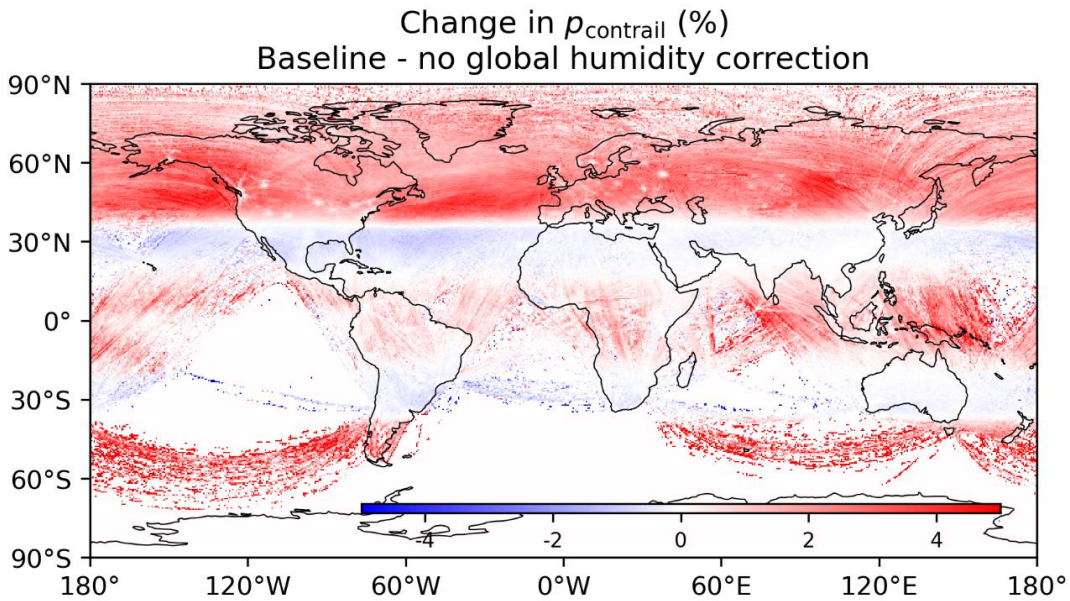 Change in p_contrail (%)
Baseline - no global humidity correction
90°N
60°N
30°N
0°
30°S
60°S
90°S
-4 -2 0 2 4
180° 120°W 60°W 0°W 60°E 120°E 180°